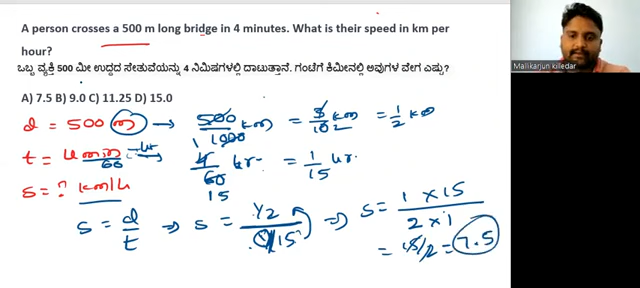 A person crosses a 500 m long bridge in 4 minutes. What is their speed in km per
hour?
ಒಬ್ಬ ವ್ಯಕ್ತಿ 500 ಮೀ ಉದ್ದದ ಸೇತುವೆಯನ್ನು 4 ನಿಮಿಷಗಳಲ್ಲಿ ದಾಟುತ್ತಾನೆ. ಗಂಟೆಗೆ ಕಿಮೀನಲ್ಲಿ ಅವುಗಳ ವೇಗ ಎಷ್ಟು?
A) 7.5 B) 9.0 C) 11.25 D) 15.0
d = 500 m → 500/1000 km = 5/10 km = 1/2 km
t = 4 min → 4/60 hr = 1/15 hr
s = ? km/h
s = d/t ⇒ s = 1/2 / 1/15 ⇒ s = 1 × 15 / 2 × 1
= 15/2 = 7.5
Mallikarjun killedar